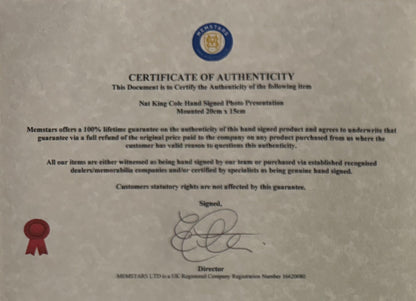 MEMSTARS
CERTIFICATE OF AUTHENTICITY
This Document is to Certify the Authenticity of the following item
Nat King Cole Hand Signed Photo Presentation
Mounted 20cm x 15cm
Memstars offers a 100% lifetime guarantee on the authenticity of this hand signed product and agrees to underwrite that
guarantee via a full refund of the original price paid to the company on any product purchased from us where the
customer has valid reason to questions this authenticity.
All our items are either witnessed as being hand signed by our team or purchased via established recognised
dealers/memorabilia companies and/or certified by specialists as being genuine hand signed.
Customers statutory rights are not affected by this guarantee.
Signed,
Director
MEMSTARS LTD is a UK Registered Company Registration Number